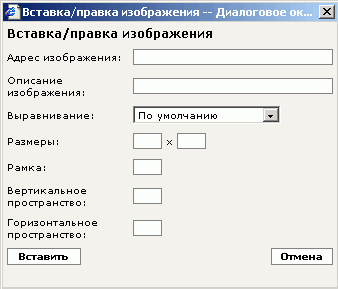 Вставка/правка изображения -- Диалоговое ок...
Вставка/правка изображения
Адрес изображения:
Описание
изображения:
Выравнивание: По умолчанию
Размеры: x
Рамка:
Вертикальное
пространство:
Горизонтальное
пространство:
Вставить Отмена